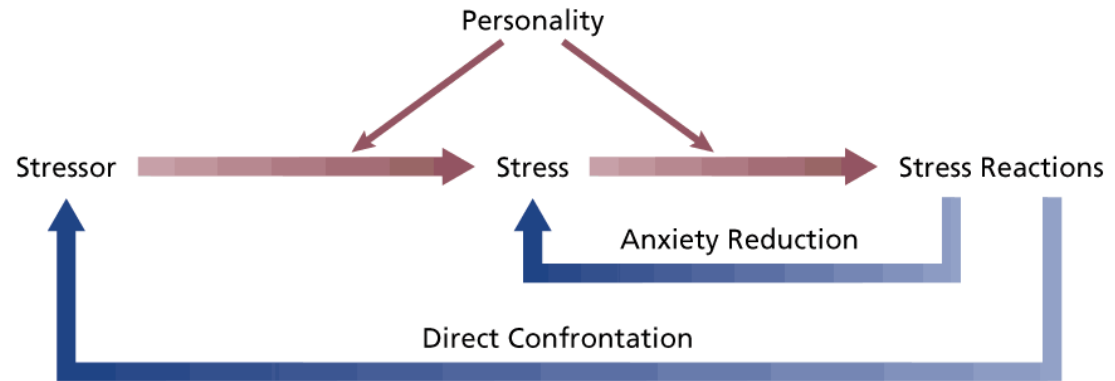 Personality
Stressor
Stress
Stress Reactions
Anxiety Reduction
Direct Confrontation